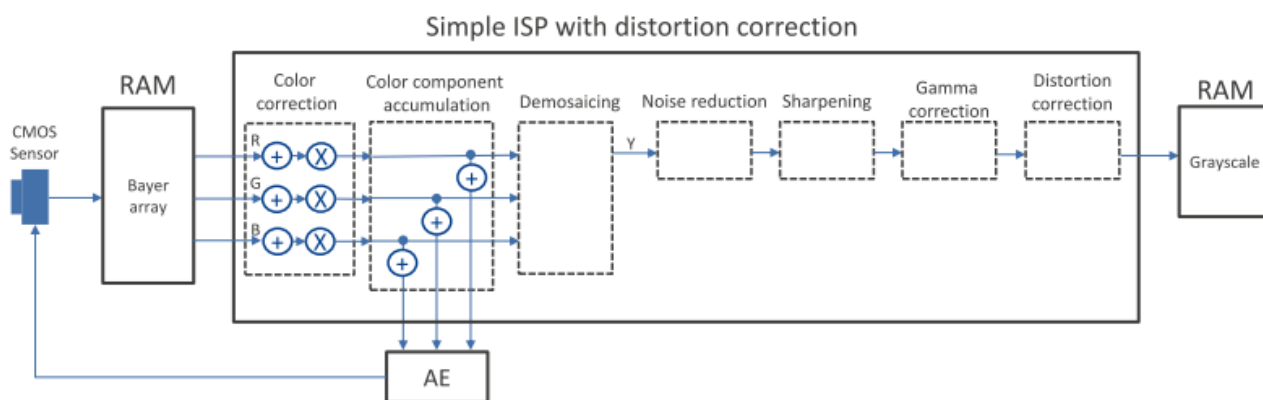 Simple ISP with distortion correction
RAM
CMOS
Sensor
Bayer
array
Color
correction
R
G
B
Color component
accumulation
Demosaicing
Y
Noise reduction
Sharpening
Gamma
correction
Distortion
correction
RAM
Grayscale
AE